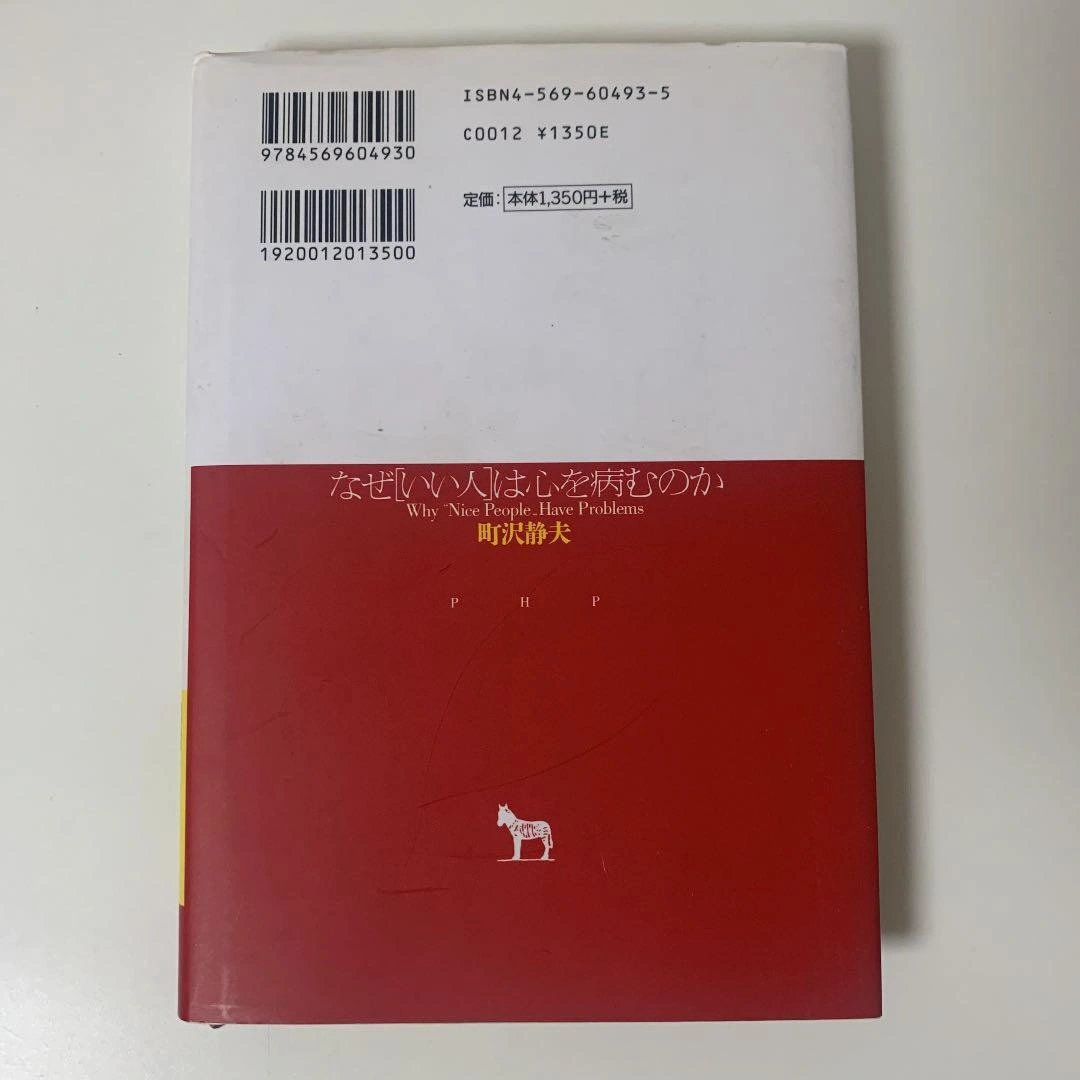 ISBN4-569-60493-5
C0012 ¥1350E
9784569604930
定価：本体1,350円+税
1920012013500
なぜ[いい人]は心を病むのか
Why "Nice People" Have Problems
町沢静夫
P H P